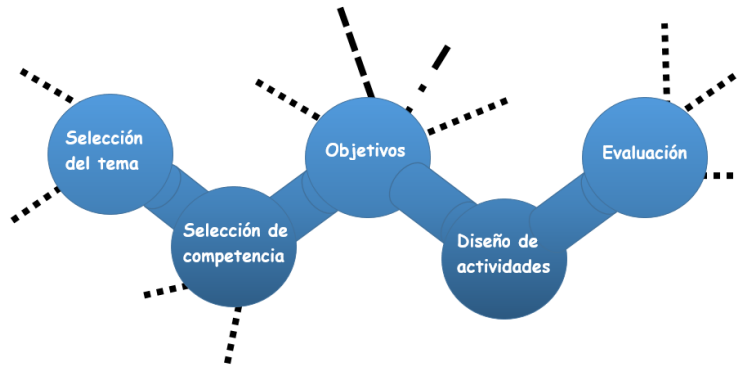 Selección
del tema
Selección de
competencia
Objetivos
Diseño de
actividades
Evaluación